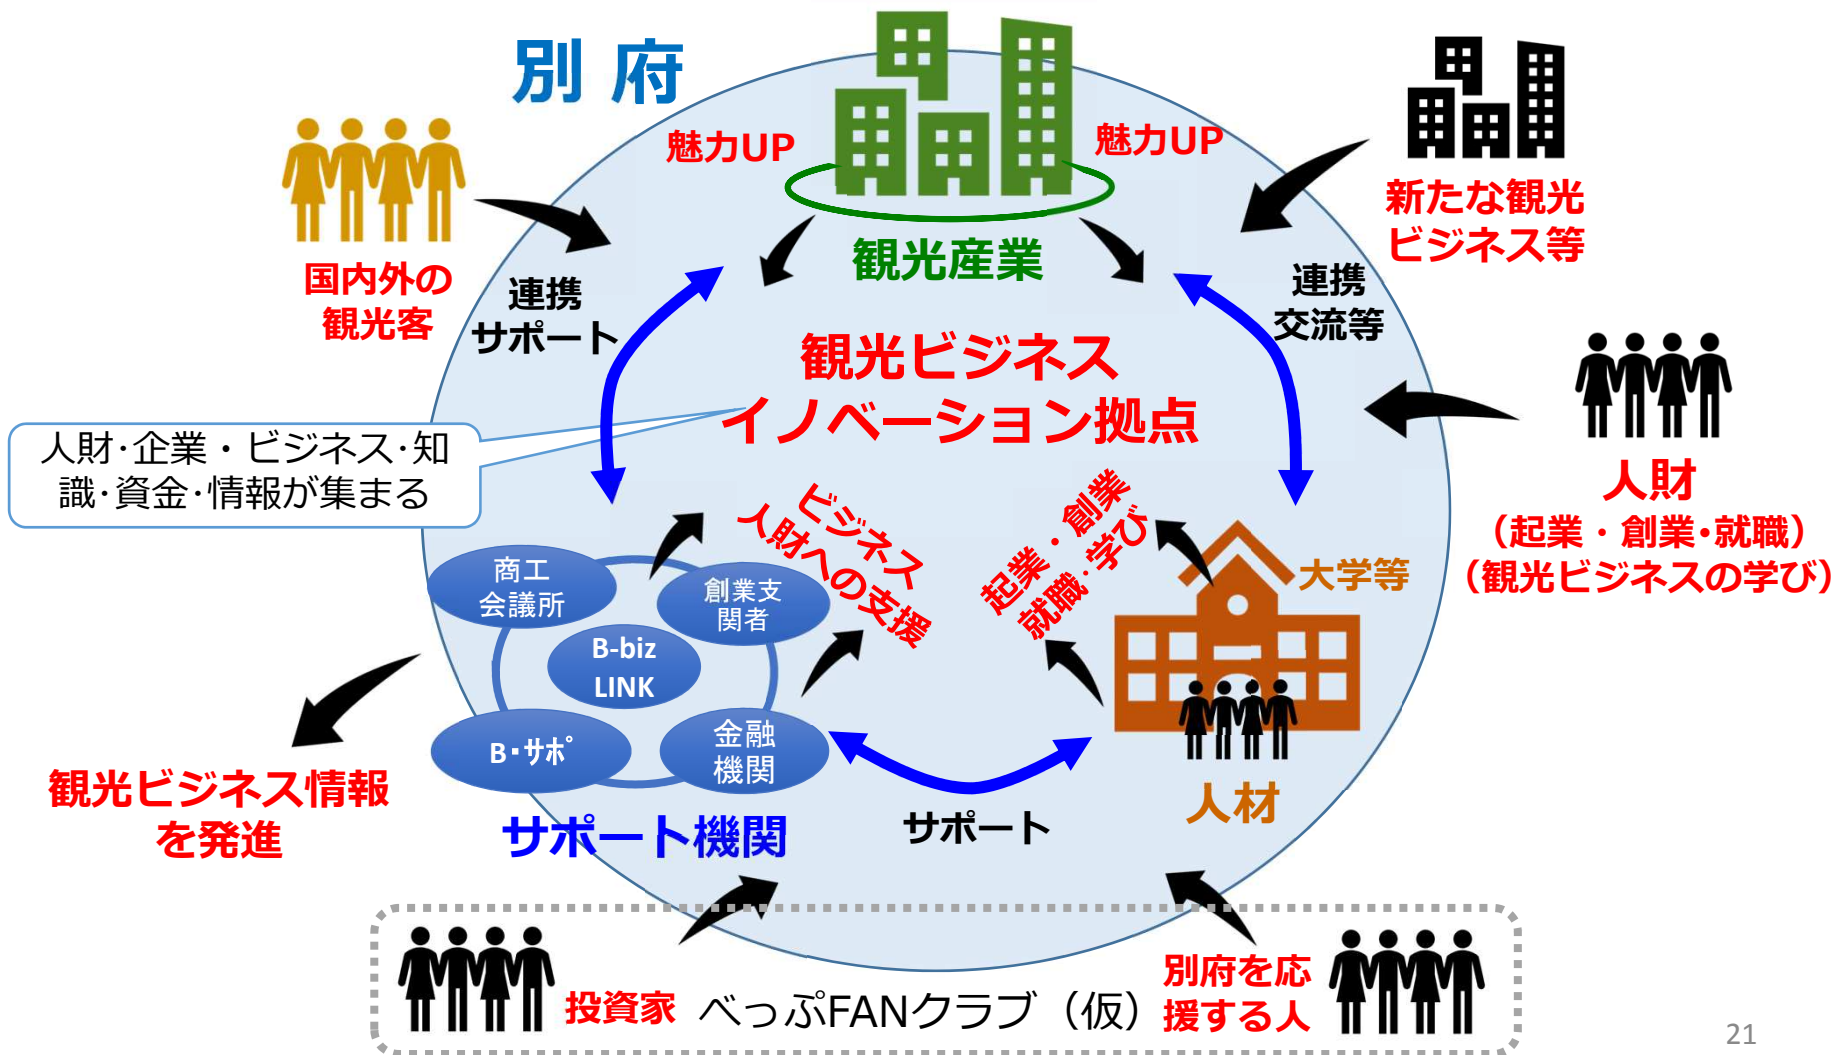 別 府
魅力UP
魅力UP
観光産業
新たな観光
ビジネス等
国内外の
観光客
連携
サポート
連携
交流等
観光ビジネス
イノベーション拠点
人財･企業・ビジネス･知
識･資金･情報が集まる
人財
（起業・創業･就職）
（観光ビジネスの学び）
ビジネス
人財への支援
起業・創業
就職･学び
大学等
商工
会議所
創業支
関者
B-biz
LINK
B･ｻﾎﾟ
金融
機関
サポート機関
サポート
人材
観光ビジネス情報
を発進
投資家
べっぷFANクラブ（仮）
別府を応
援する人
21